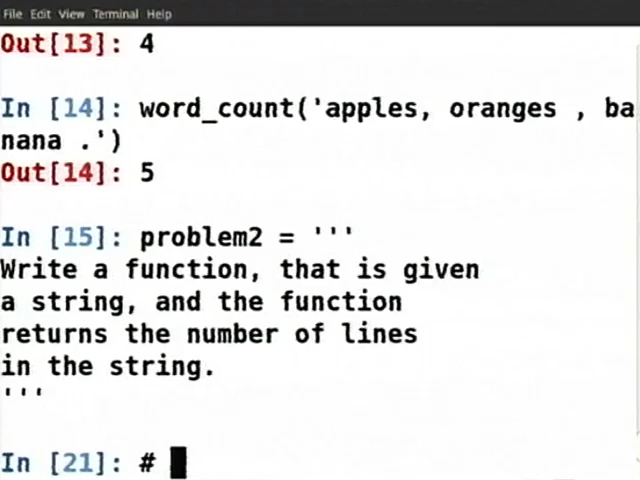 File Edit View Terminal Help
Out[13]: 4
In [14]: word_count('apples, oranges , ba
nana .')
Out[14]: 5
In [15]: problem2 = '''
Write a function, that is given
a string, and the function
returns the number of lines
in the string.
'''
In [21]: #